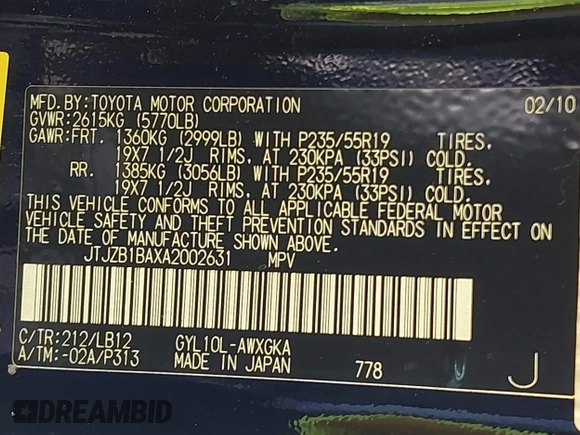 MFD.BY:TOYOTA MOTOR CORPORATION 02/10
GVWR:2615KG (5770LB)
GAWR:FRT. 1360KG (2999LB) WITH P235/55R19 TIRES.
19X7 1/2J RIMS. AT 230KPA (33PSI) COLD.
RR. 1385KG (3056LB) WITH P235/55R19 TIRES.
19X7 1/2J RIMS. AT 230KPA (33PSI) COLD.
THIS VEHICLE CONFORMS TO ALL APPLICABLE FEDERAL MOTOR
VEHICLE SAFETY AND THEFT PREVENTION STANDARDS IN EFFECT ON
THE DATE OF MANUFACTURE SHOWN ABOVE.
JTJZB1BAXA2002631 MPV
C/TR:212/LB12 GYL10L-AWXGKA
A/TM:-02A/P313 MADE IN JAPAN 778 J
DREAMBID